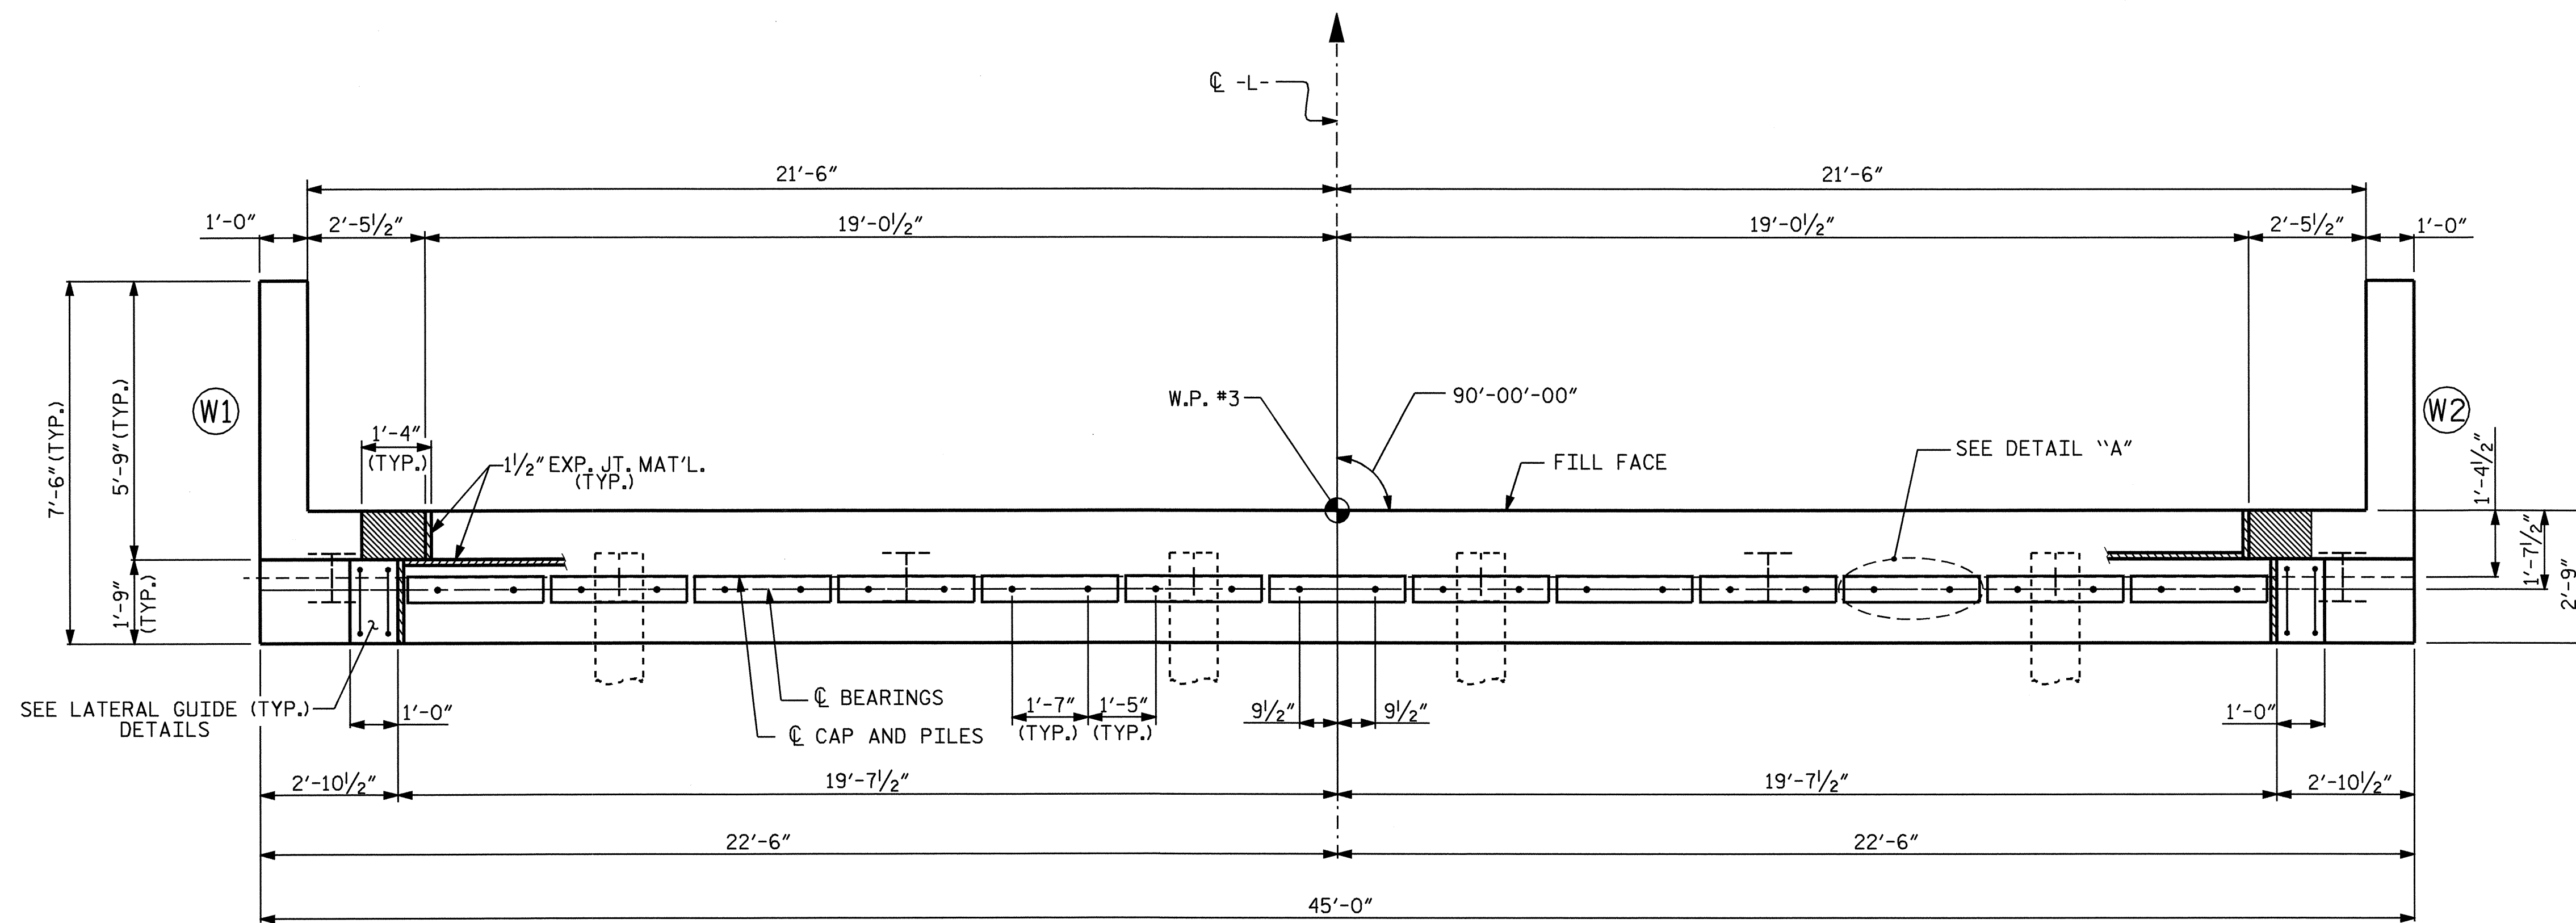 ℄ -L-
21'-6" 21'-6"
1'-0" 2'-5½" 19'-0½" 19'-0½" 2'-5½" 1'-0"
W1
W2
7'-6" (TYP.)
5'-9" (TYP.)
1'-9"
(TYP.)
1'-4"
(TYP.)
1½" EXP. JT. MAT'L.
(TYP.)
W.P. #3
90'-00'-00"
FILL FACE
SEE DETAIL "A"
1'-4½"
1'-7½"
2'-9"
SEE LATERAL GUIDE (TYP.)
DETAILS
1'-0"
℄ BEARINGS
℄ CAP AND PILES
1'-7" 1'-5"
(TYP.) (TYP.)
9½" 9½"
1'-0"
2'-10½" 19'-7½" 19'-7½" 2'-10½"
22'-6" 22'-6"
45'-0"